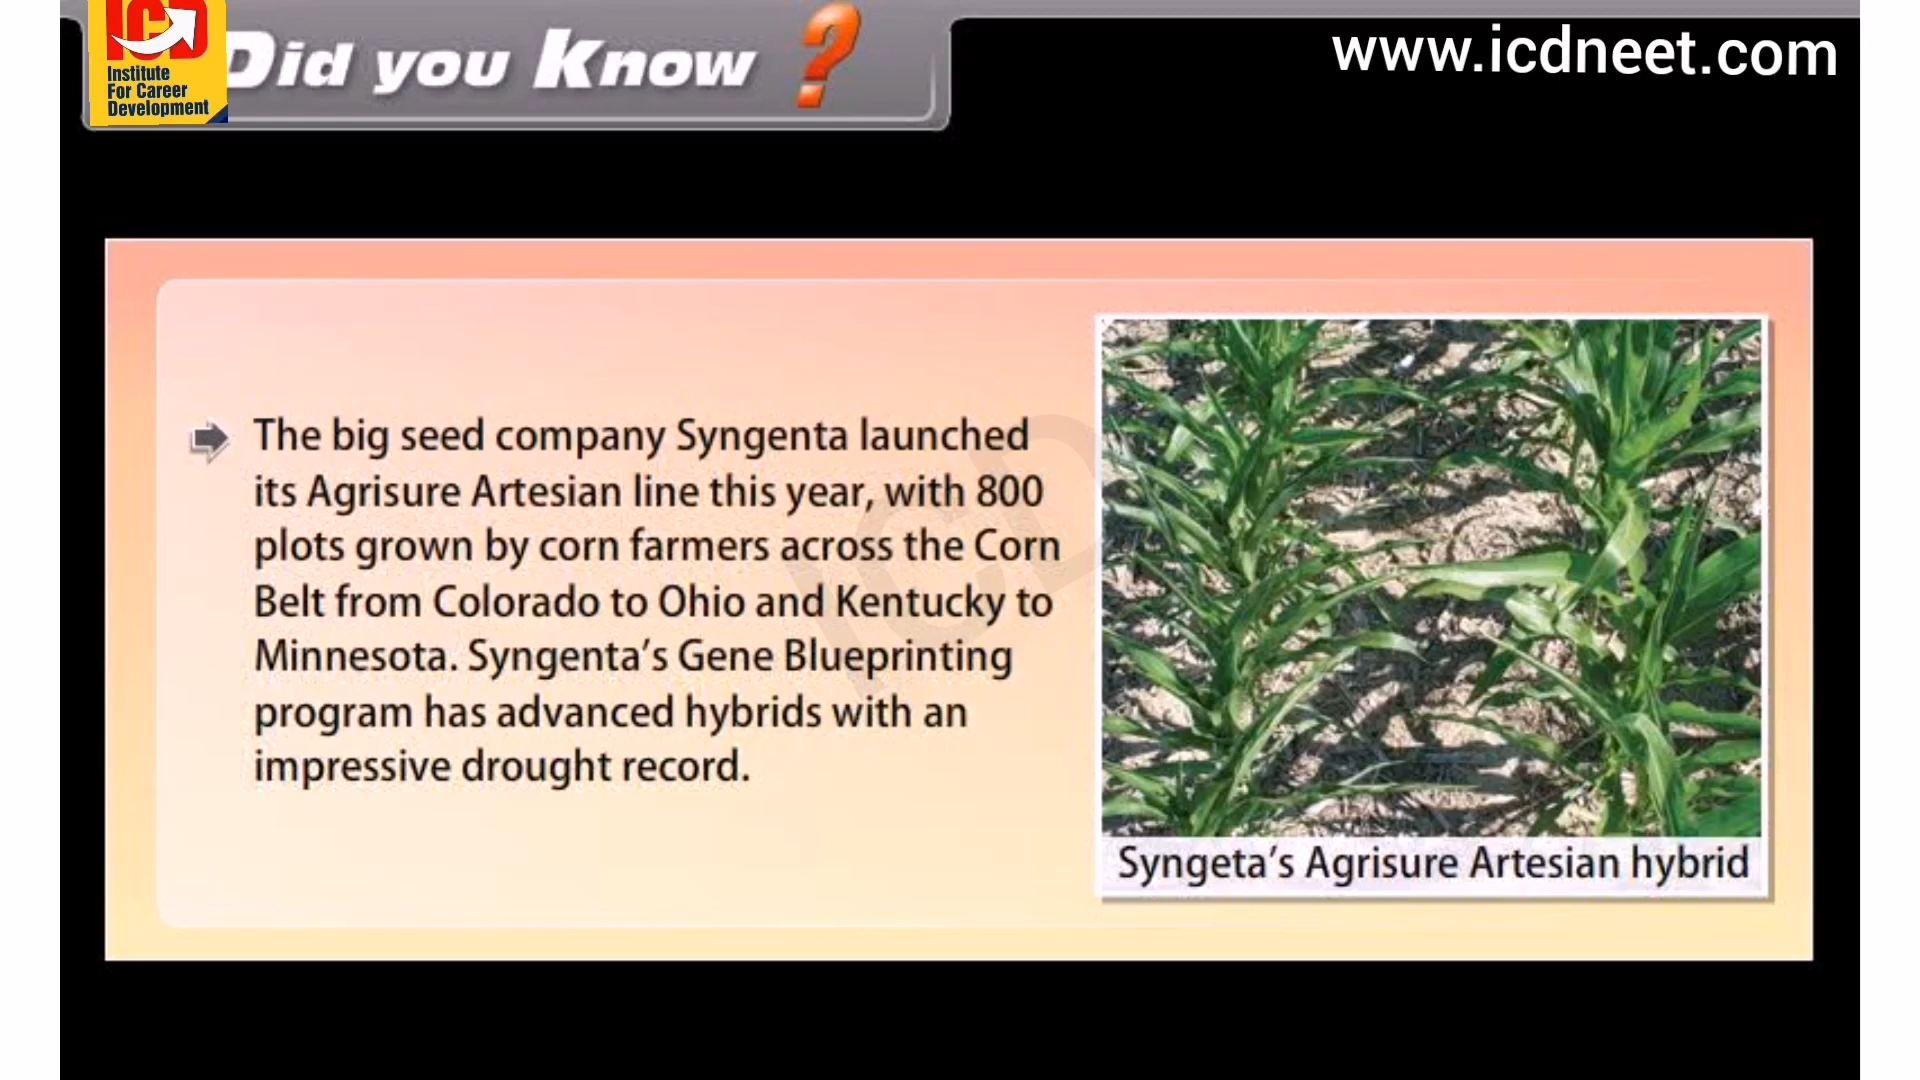 ICD
Institute
For Career
Development
Did you Know ?
www.icdneet.com
The big seed company Syngenta launched
its Agrisure Artesian line this year, with 800
plots grown by corn farmers across the Corn
Belt from Colorado to Ohio and Kentucky to
Minnesota. Syngenta's Gene Blueprinting
program has advanced hybrids with an
impressive drought record.
ICD
Syngeta's Agrisure Artesian hybrid